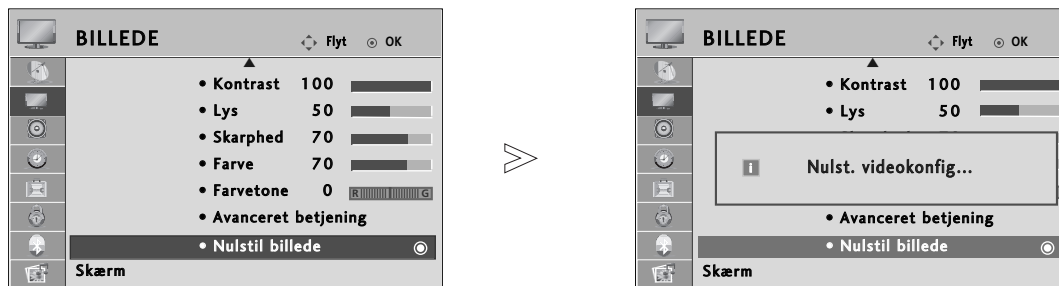 BILLEDE Flyt OK
• Kontrast 100
• Lys 50
• Skarphed 70
• Farve 70
• Farvetone 0 R G
• Avanceret betjening
• Nulstil billede
Skærm
BILLEDE Flyt OK
• Kontrast 100
• Lys 50
i Nulst. videokonfig...
• Avanceret betjening
• Nulstil billede
Skærm